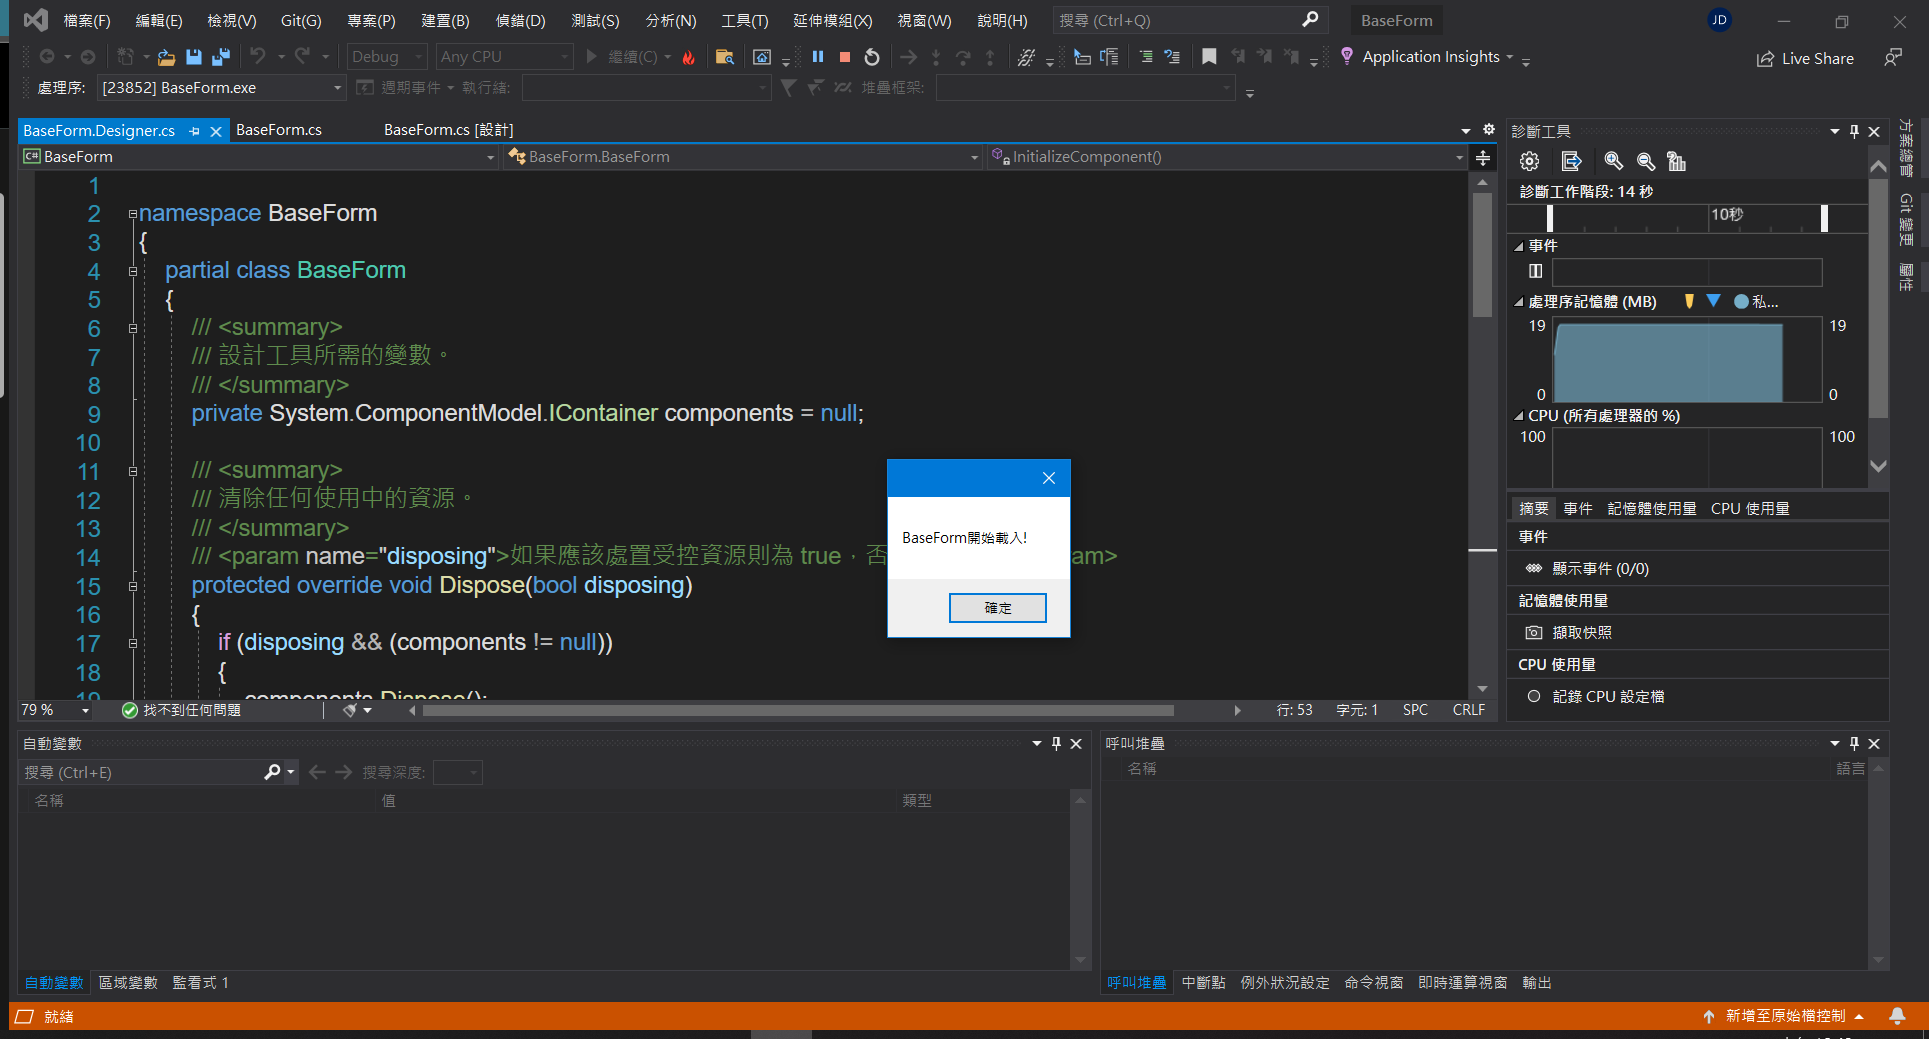 檔案(F) 編輯(E) 檢視(V) Git(G) 專案(P) 建置(B) 偵錯(D) 測試(S) 分析(N) 工具(T) 延伸模組(X) 視窗(W) 說明(H) 搜尋 (Ctrl+Q) BaseForm JD
Debug Any CPU 繼續(C) Application Insights Live Share
處理序: [23852] BaseForm.exe 週期事件 執行緒: 堆疊框架:
BaseForm.Designer.cs BaseForm.cs BaseForm.cs [設計]
BaseForm BaseForm.BaseForm InitializeComponent()
1
2 namespace BaseForm
3 {
4 partial class BaseForm
5 {
6 /// <summary>
7 /// 設計工具所需的變數。
8 /// </summary>
9 private System.ComponentModel.IContainer components = null;
10
11 /// <summary>
12 /// 清除任何使用中的資源。
13 /// </summary>
14 /// <param name="disposing">如果應該處置受控資源則為 true，否 am>
15 protected override void Dispose(bool disposing)
16 {
17 if (disposing && (components != null))
18 {
19 components.Dispose();
BaseForm開始載入!
確定
79 % 找不到任何問題 行: 53 字元: 1 SPC CRLF
診斷工具
診斷工作階段: 14 秒
10秒
事件
處理序記憶體 (MB) 私...
19 19
0 0
CPU (所有處理器的 %)
100 100
摘要 事件 記憶體使用量 CPU 使用量
事件
顯示事件 (0/0)
記憶體使用量
擷取快照
CPU 使用量
記錄 CPU 設定檔
方案總管
Git 變更
屬性
自動變數
搜尋 (Ctrl+E) 搜尋深度:
名稱 值 類型
自動變數 區域變數 監看式 1
呼叫堆疊
名稱 語言
呼叫堆疊 中斷點 例外狀況設定 命令視窗 即時運算視窗 輸出
就緒 新增至原始檔控制